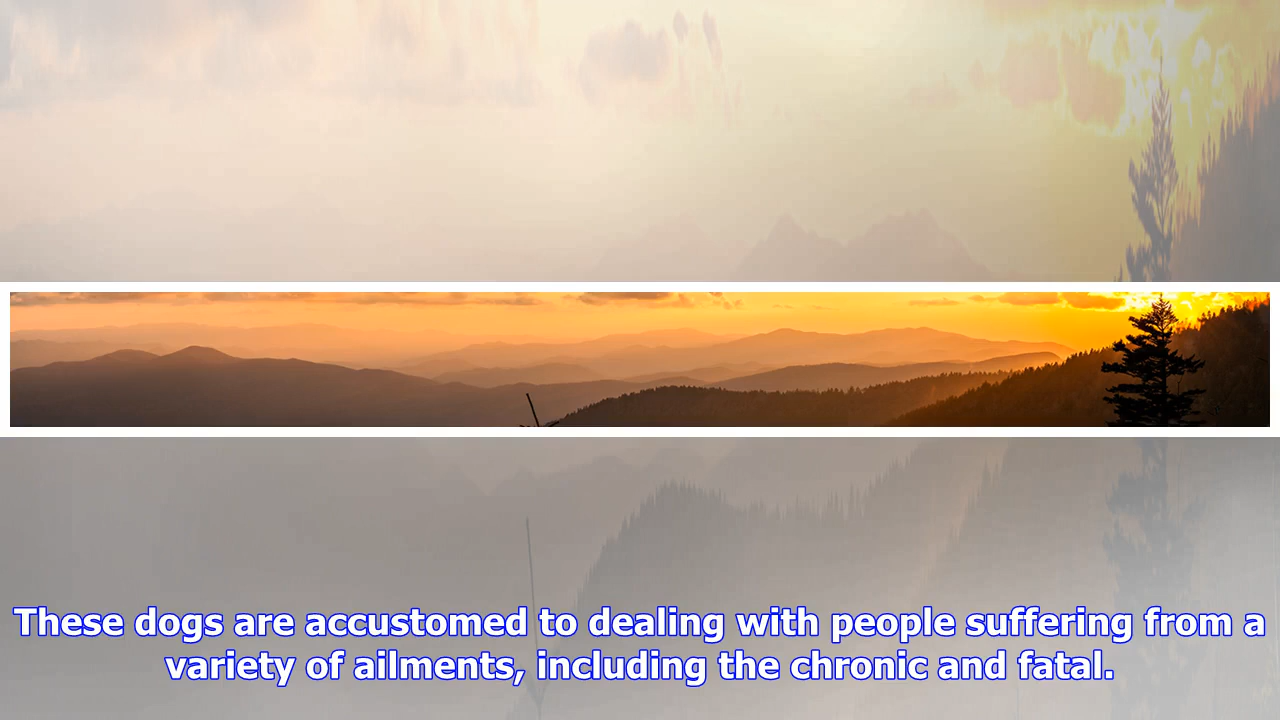 These dogs are accustomed to dealing with people suffering from a
variety of ailments, including the chronic and fatal.